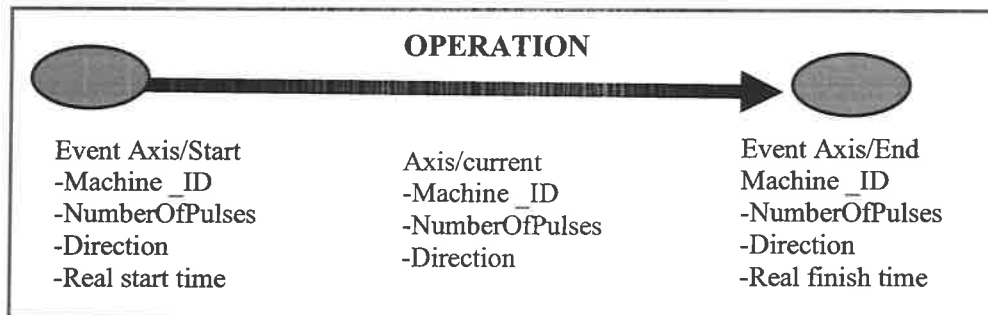 OPERATION
Event Axis/Start
-Machine _ID
-NumberOfPulses
-Direction
-Real start time
Axis/current
-Machine _ID
-NumberOfPulses
-Direction
Event Axis/End
Machine _ID
-NumberOfPulses
-Direction
-Real finish time